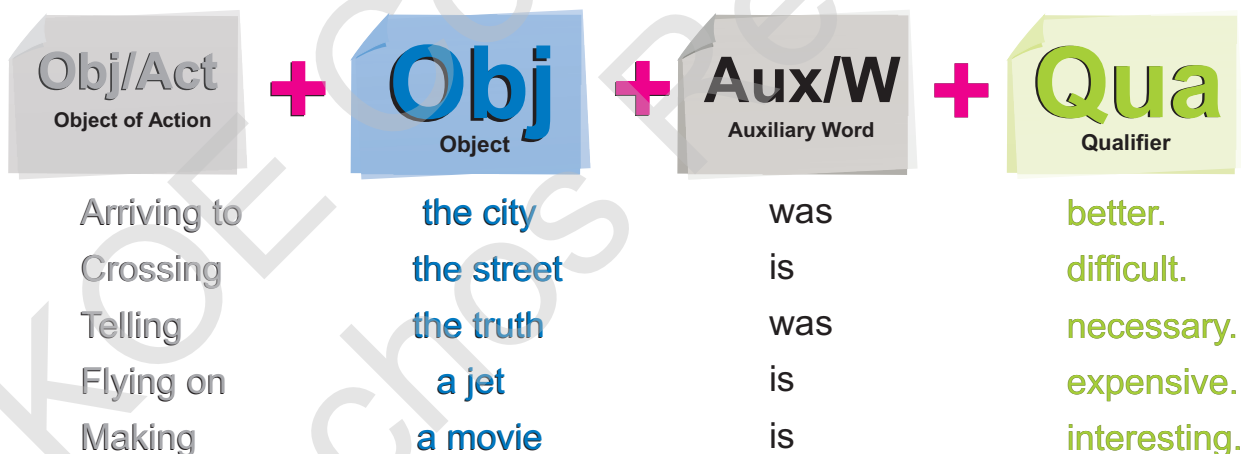 Obj/Act + Obj + Aux/W + Qua
Object of Action Object Auxiliary Word Qualifier
Arriving to the city was better.
Crossing the street is difficult.
Telling the truth was necessary.
Flying on a jet is expensive.
Making a movie is interesting.